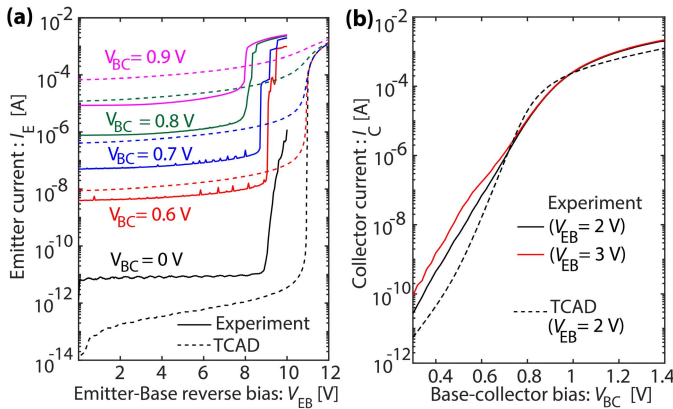 (a)
Emitter current : I_E [A]
10^-2
10^-4
10^-6
10^-8
10^-10
10^-12
10^-14
V_BC = 0.9 V
V_BC = 0.8 V
V_BC = 0.7 V
V_BC = 0.6 V
V_BC = 0 V
Experiment
TCAD
2 4 6 8 10 12
Emitter-Base reverse bias: V_EB [V]
(b)
Collector current : I_C [A]
10^-2
10^-4
10^-6
10^-8
10^-10
10^-12
Experiment
(V_EB = 2 V)
(V_EB = 3 V)
TCAD
(V_EB = 2 V)
0.4 0.6 0.8 1 1.2 1.4
Base-collector bias: V_BC [V]